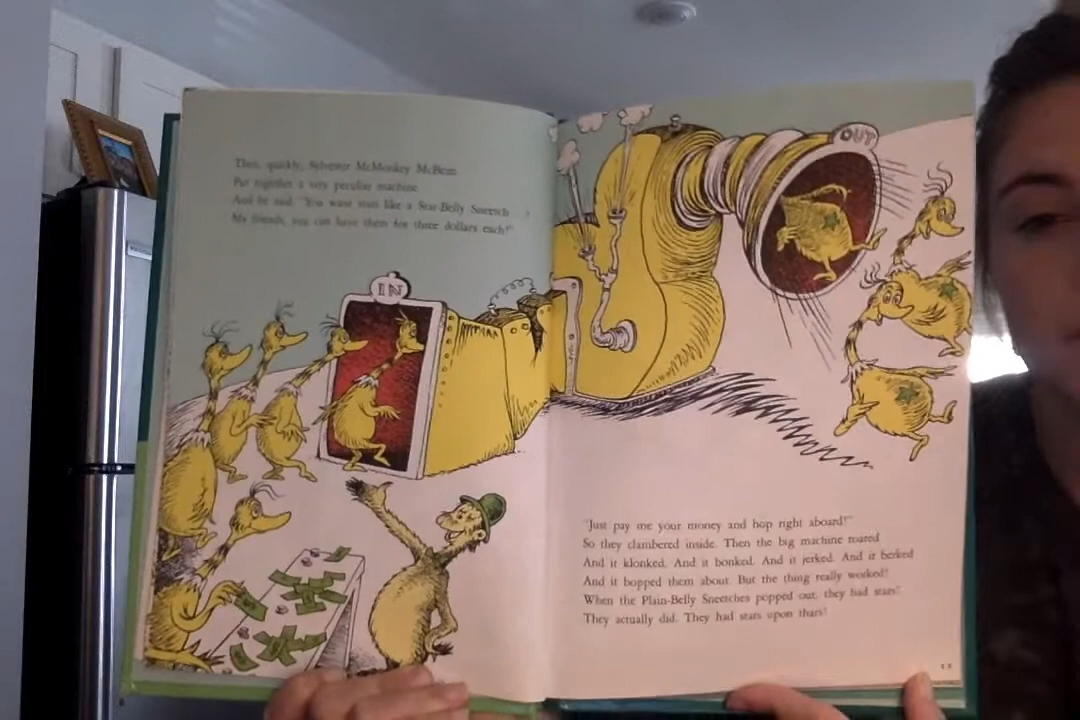 Then, quickly, Sylvester McMonkey McBean
Put together a very peculiar machine.
And he said, "You want stars like a Star-Belly Sneetch . . . ?
My friends, you can have them for three dollars each!"
IN
OUT
"Just pay me your money and hop right aboard!"
So they clambered inside. Then the big machine roared
And it klonked. And it bonked. And it jerked. And it berked
And it bopped them about. But the thing really worked!
When the Plain-Belly Sneetches popped out, they had stars!
They actually did. They had stars upon thars!